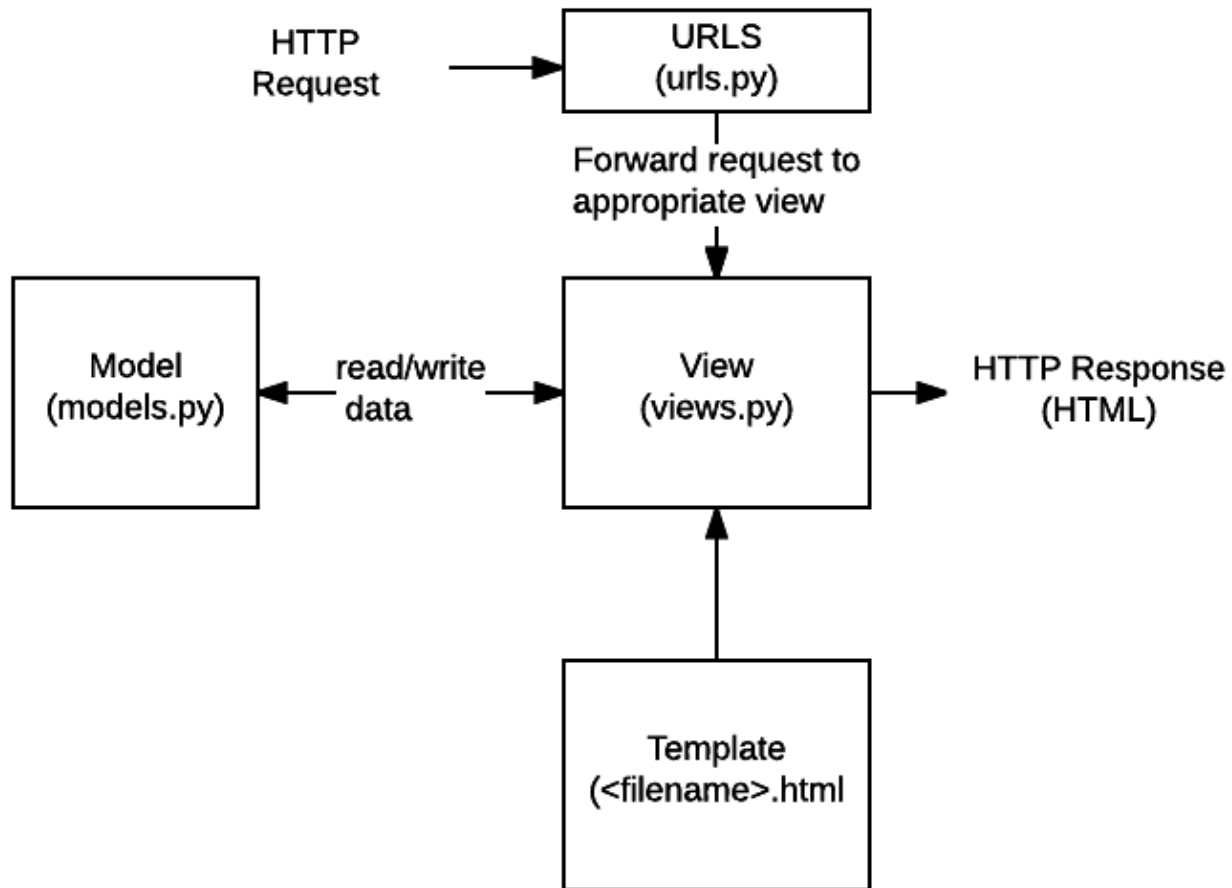 HTTP
Request
URLS
(urls.py)
Forward request to
appropriate view
Model
(models.py)
read/write
data
View
(views.py)
HTTP Response
(HTML)
Template
(<filename>.html